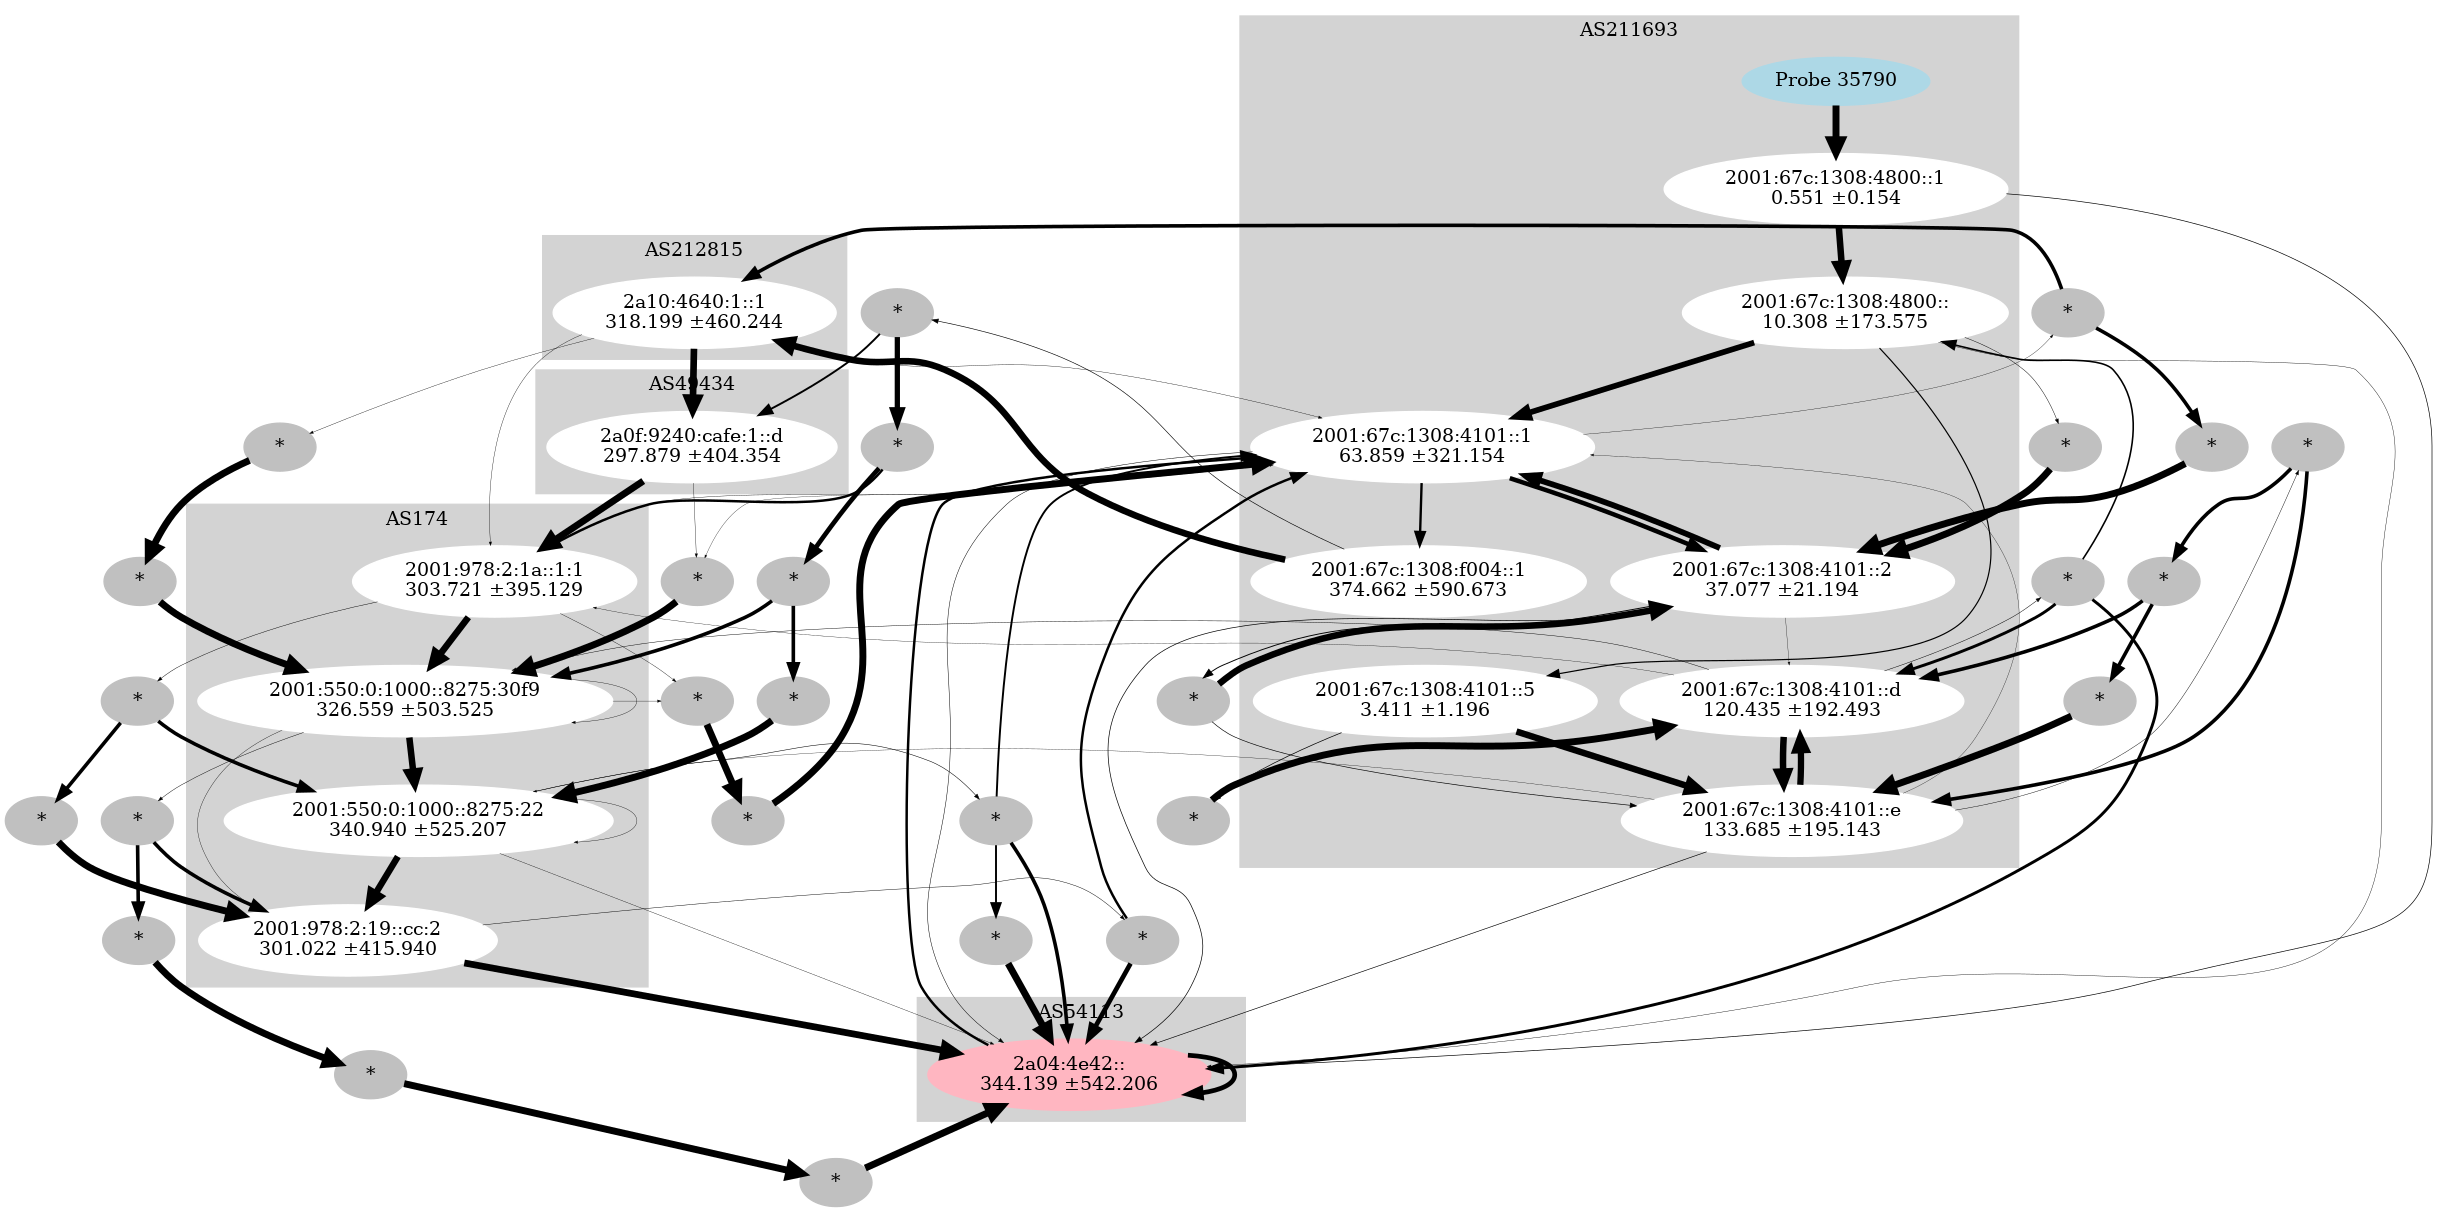 AS211693
Probe 35790
2001:67c:1308:4800::1
0.551 ±0.154
AS212815
2a10:4640:1::1
318.199 ±460.244
*
2001:67c:1308:4800::
10.308 ±173.575
*
AS49434
*
2a0f:9240:cafe:1::d
297.879 ±404.354
*
2001:67c:1308:4101::1
63.859 ±321.154
*
*
*
AS174
*
2001:978:2:1a::1:1
303.721 ±395.129
*
*
2001:67c:1308:f004::1
374.662 ±590.673
2001:67c:1308:4101::2
37.077 ±21.194
*
*
*
2001:550:0:1000::8275:30f9
326.559 ±503.525
*
*
*
2001:67c:1308:4101::5
3.411 ±1.196
2001:67c:1308:4101::d
120.435 ±192.493
*
*
*
2001:550:0:1000::8275:22
340.940 ±525.207
*
*
*
2001:67c:1308:4101::e
133.685 ±195.143
*
2001:978:2:19::cc:2
301.022 ±415.940
*
*
AS54113
*
2a04:4e42::
344.139 ±542.206
*